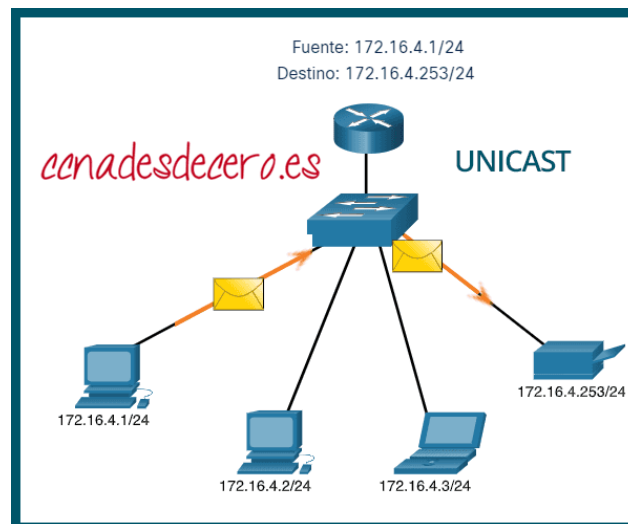 Fuente: 172.16.4.1/24
Destino: 172.16.4.253/24
ccnadesdecero.es
UNICAST
172.16.4.253/24
172.16.4.1/24
172.16.4.2/24
172.16.4.3/24